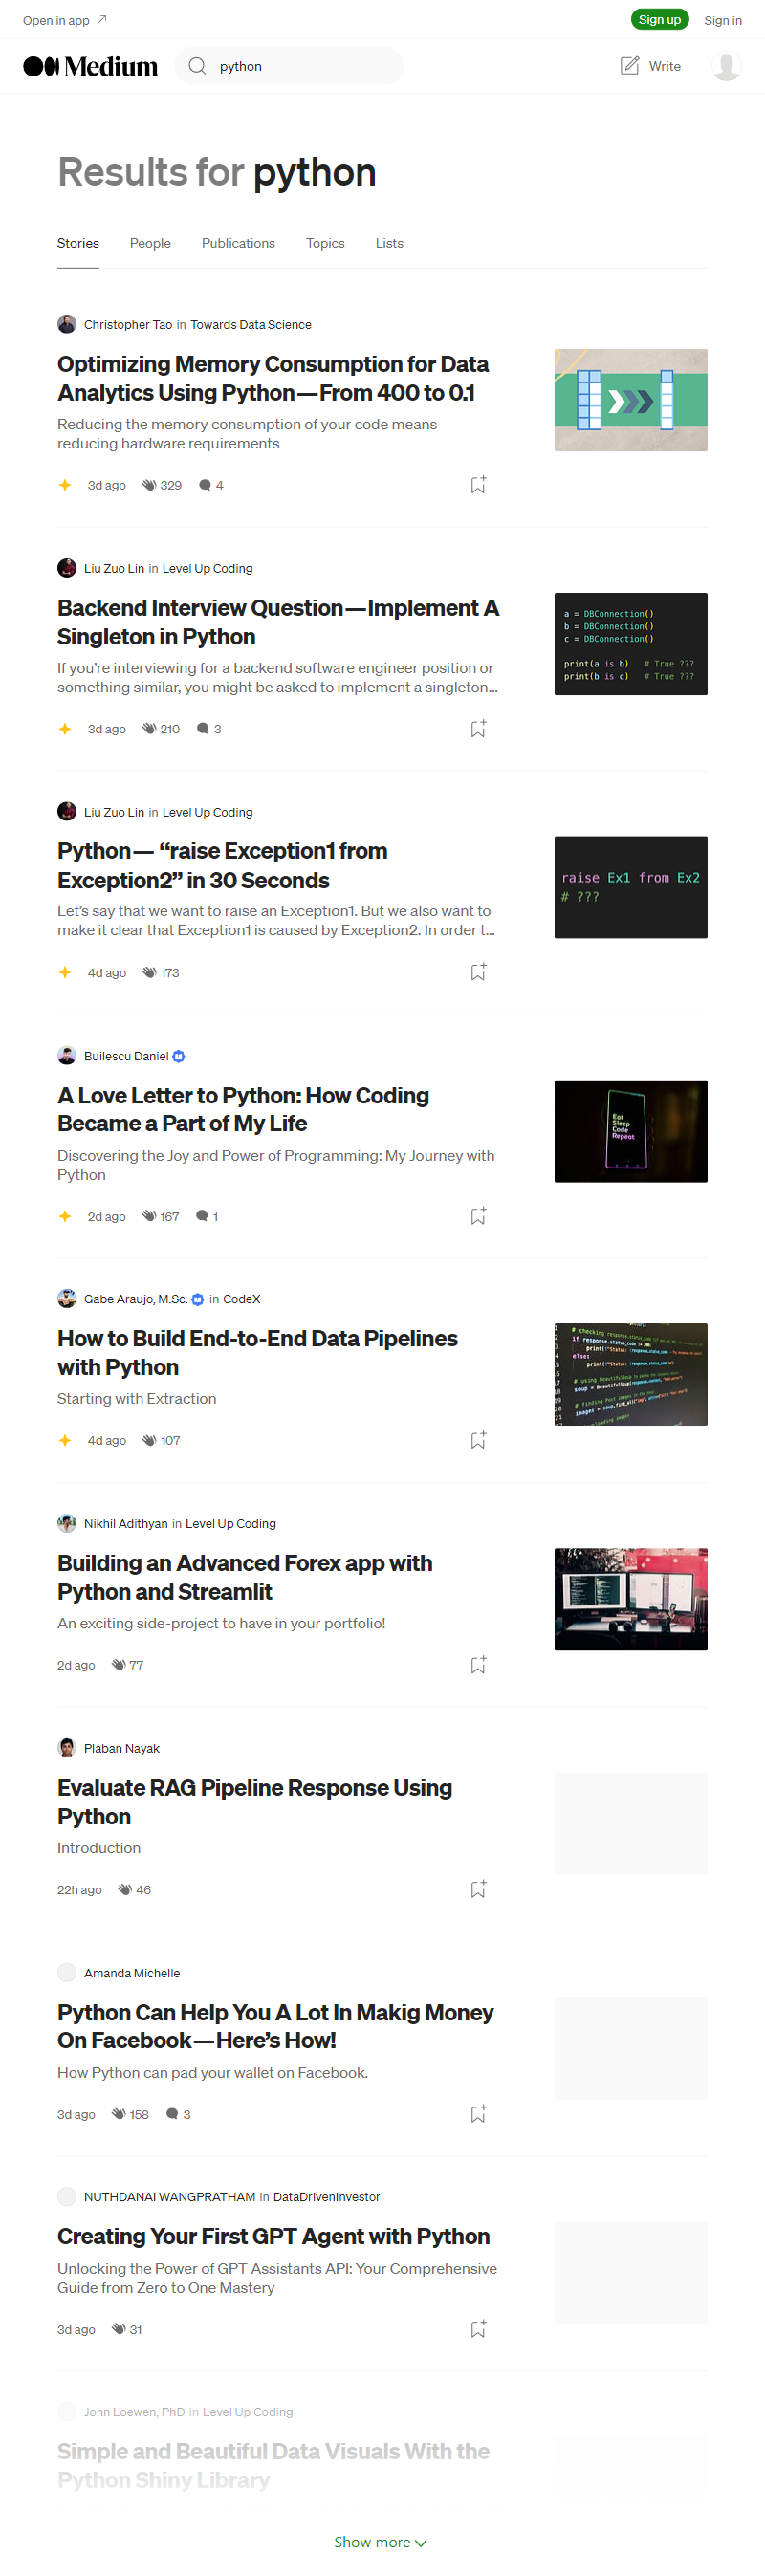 Open in app
Sign up
Sign in
Medium
python
Write
Results for python
Stories
People
Publications
Topics
Lists
Christopher Tao in Towards Data Science
Optimizing Memory Consumption for Data
Analytics Using Python—From 400 to 0.1
Reducing the memory consumption of your code means
reducing hardware requirements
3d ago
329
4
Liu Zuo Lin in Level Up Coding
Backend Interview Question—Implement A
Singleton in Python
If you’re interviewing for a backend software engineer position or
something similar, you might be asked to implement a singleton…
a = DBConnection()
b = DBConnection()
c = DBConnection()
print(a is b) # True ???
print(b is c) # True ???
3d ago
210
3
Liu Zuo Lin in Level Up Coding
Python— “raise Exception1 from
Exception2” in 30 Seconds
Let’s say that we want to raise an Exception1. But we also want to
make it clear that Exception1 is caused by Exception2. In order t…
raise Ex1 from Ex2
# ???
4d ago
173
Builescu Daniel
A Love Letter to Python: How Coding
Became a Part of My Life
Discovering the Joy and Power of Programming: My Journey with
Python
Eat
Sleep
Code
Repeat
2d ago
167
1
Gabe Araujo, M.Sc. in CodeX
How to Build End-to-End Data Pipelines
with Python
Starting with Extraction
4d ago
107
Nikhil Adithyan in Level Up Coding
Building an Advanced Forex app with
Python and Streamlit
An exciting side-project to have in your portfolio!
2d ago
77
Plaban Nayak
Evaluate RAG Pipeline Response Using
Python
Introduction
22h ago
46
Amanda Michelle
Python Can Help You A Lot In Makig Money
On Facebook—Here’s How!
How Python can pad your wallet on Facebook.
3d ago
158
3
NUTHDANAI WANGPRATHAM in DataDrivenInvestor
Creating Your First GPT Agent with Python
Unlocking the Power of GPT Assistants API: Your Comprehensive
Guide from Zero to One Mastery
3d ago
31
John Loewen, PhD in Level Up Coding
Simple and Beautiful Data Visuals With the
Python Shiny Library
Show more